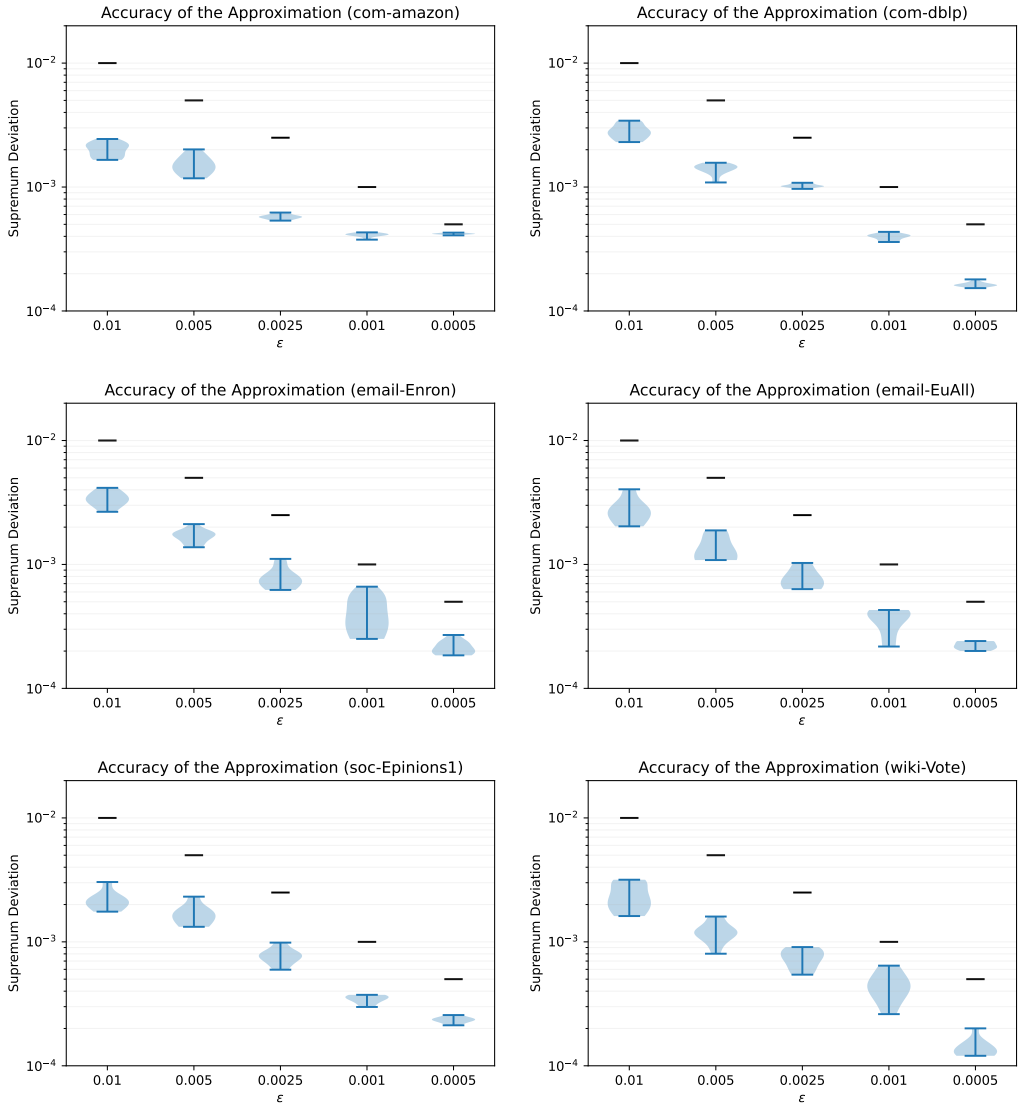 Accuracy of the Approximation (com-amazon)
Supremum Deviation
10⁻²
10⁻³
10⁻⁴
0.01 0.005 0.0025 0.001 0.0005
ε
Accuracy of the Approximation (com-dblp)
Supremum Deviation
10⁻²
10⁻³
10⁻⁴
0.01 0.005 0.0025 0.001 0.0005
ε
Accuracy of the Approximation (email-Enron)
Supremum Deviation
10⁻²
10⁻³
10⁻⁴
0.01 0.005 0.0025 0.001 0.0005
ε
Accuracy of the Approximation (email-EuAll)
Supremum Deviation
10⁻²
10⁻³
10⁻⁴
0.01 0.005 0.0025 0.001 0.0005
ε
Accuracy of the Approximation (soc-Epinions1)
Supremum Deviation
10⁻²
10⁻³
10⁻⁴
0.01 0.005 0.0025 0.001 0.0005
ε
Accuracy of the Approximation (wiki-Vote)
Supremum Deviation
10⁻²
10⁻³
10⁻⁴
0.01 0.005 0.0025 0.001 0.0005
ε